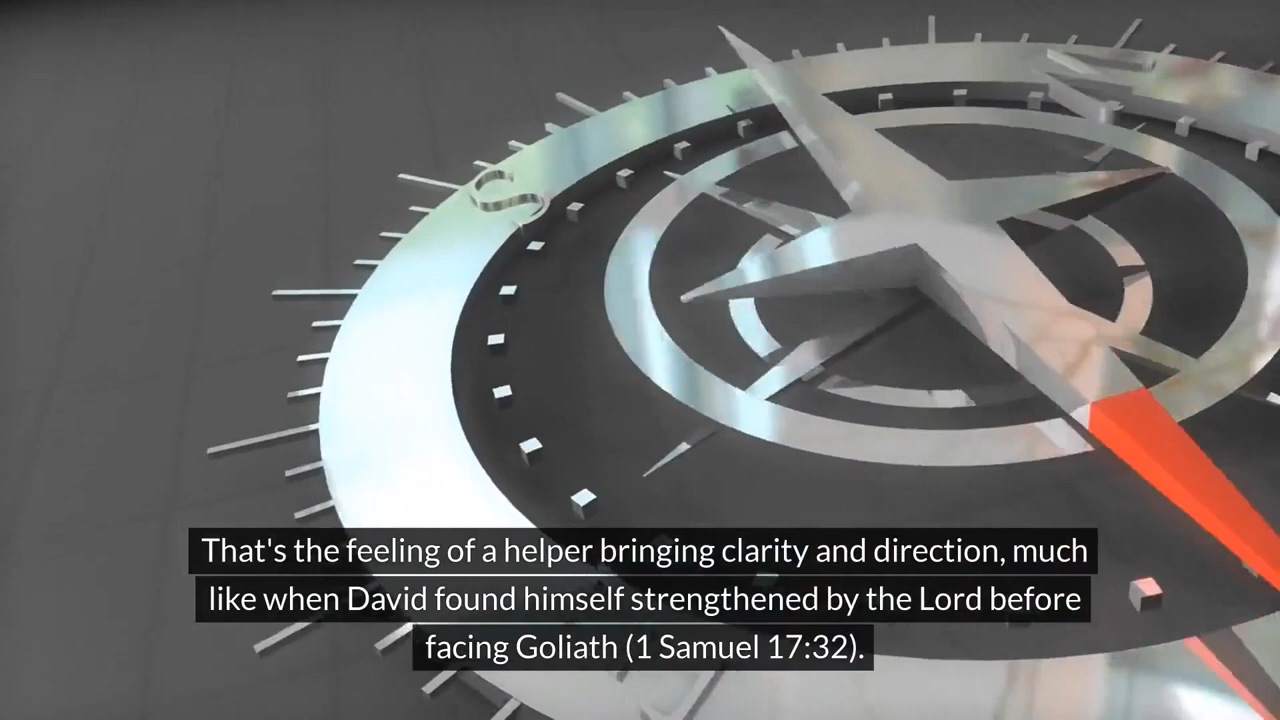 S
That's the feeling of a helper bringing clarity and direction, much
like when David found himself strengthened by the Lord before
facing Goliath (1 Samuel 17:32).